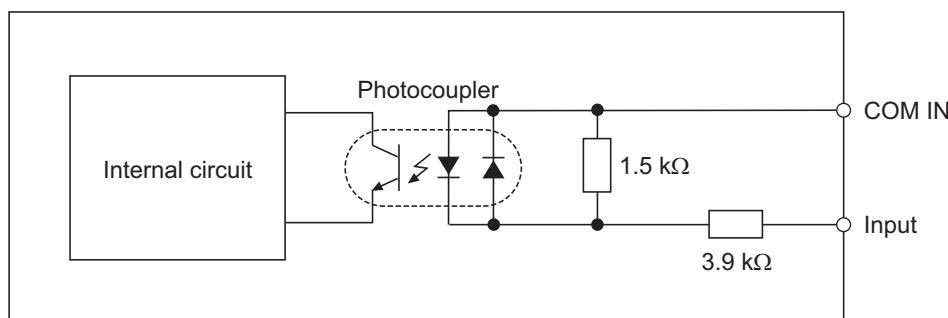 Photocoupler
COM IN
Internal circuit
1.5 kΩ
Input
3.9 kΩ